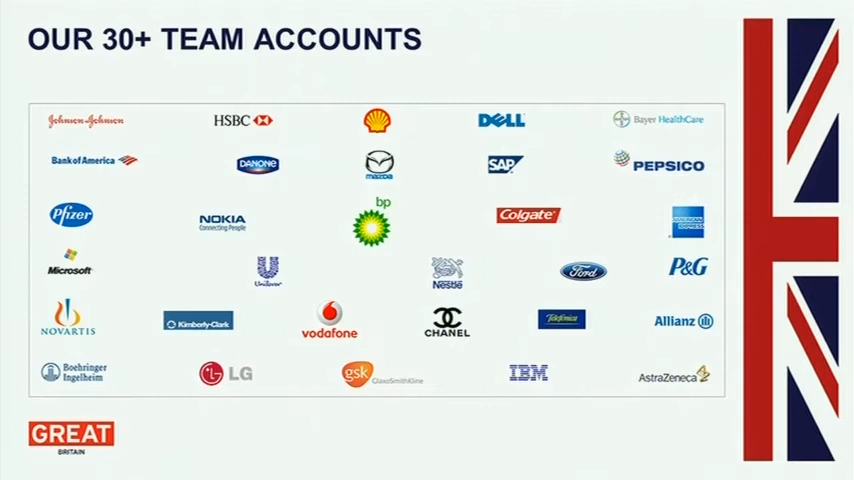 OUR 30+ TEAM ACCOUNTS
Johnson & Johnson
HSBC
DELL
Bayer HealthCare
Bank of America
DANONE
mazda
SAP
PEPSICO
Pfizer
NOKIA
Connecting People
bp
Colgate
AMERICAN
EXPRESS
Microsoft
Unilever
Nestlé
Ford
P&G
NOVARTIS
Kimberly-Clark
vodafone
CHANEL
Telefónica
Allianz
Boehringer
Ingelheim
LG
gsk
GlaxoSmithKline
IBM
AstraZeneca
GREAT
BRITAIN